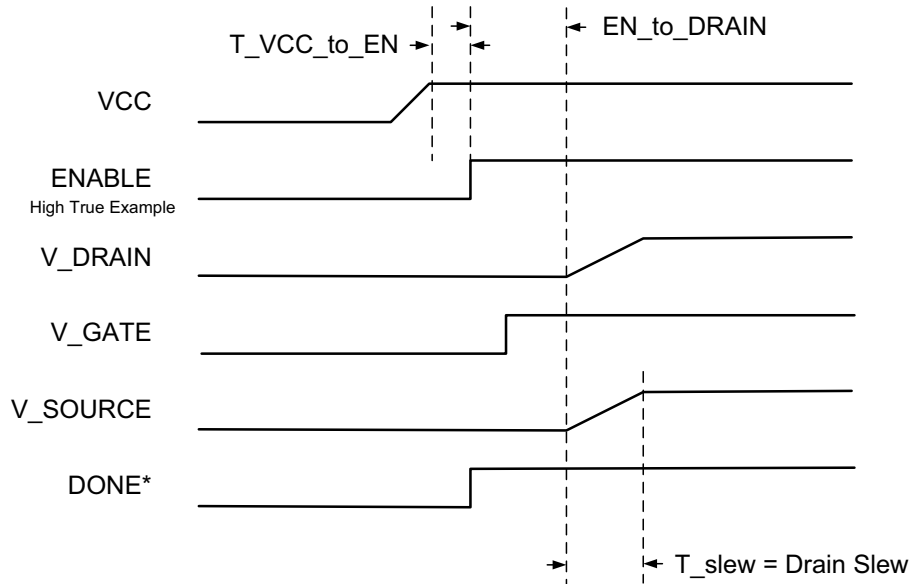 T_VCC_to_EN
EN_to_DRAIN
VCC
ENABLE
High True Example
V_DRAIN
V_GATE
V_SOURCE
DONE*
T_slew = Drain Slew